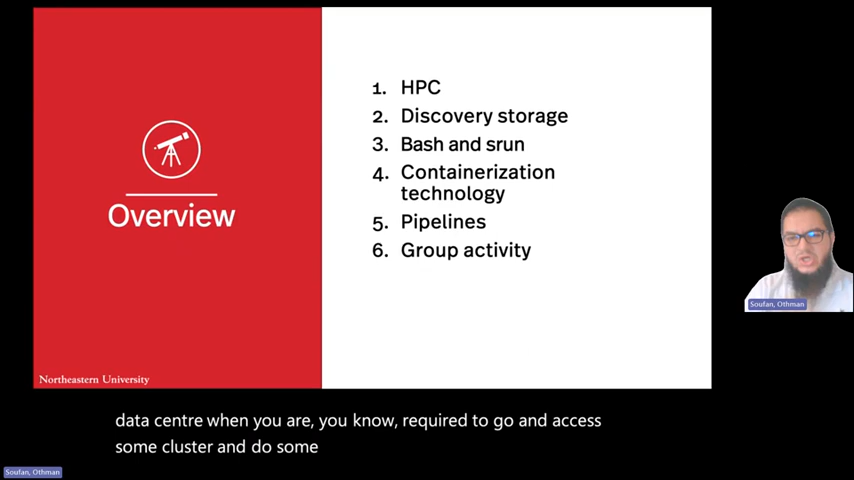 Overview
1. HPC
2. Discovery storage
3. Bash and srun
4. Containerization
technology
5. Pipelines
6. Group activity
Soufan, Othman
Northeastern University
data centre when you are, you know, required to go and access
some cluster and do some
Soufan, Othman